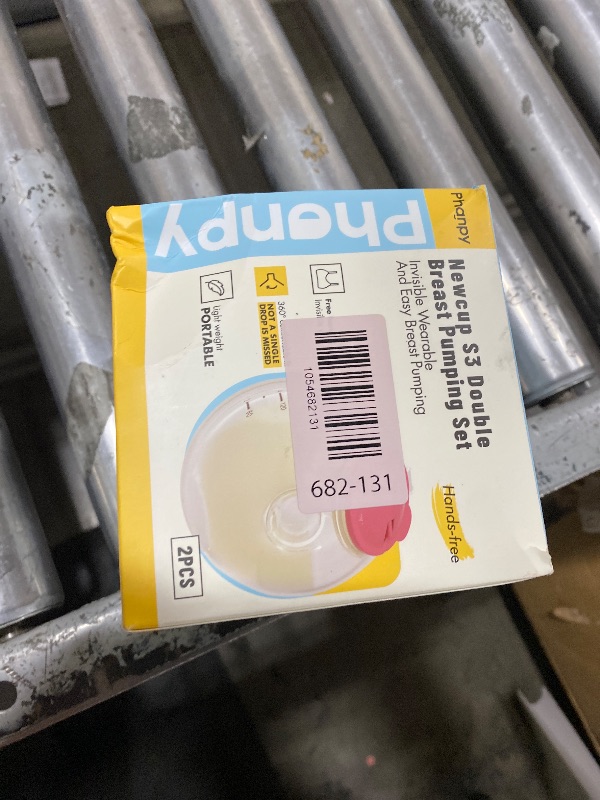 Phanpy
Phanpy
Newcup S3 Double
Breast Pumping Set
Invisible Wearable
And Easy Breast Pumping
Hands-free
Free
360°
NOT A SINGLE
DROP IS MISSED
Light weight
PORTABLE
1054682131
682-131
2PCS